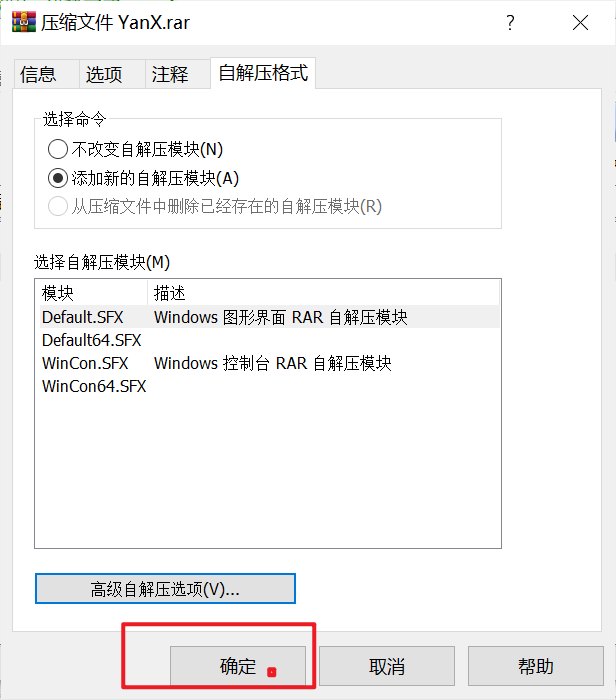 压缩文件 YanX.rar
?
信息 选项 注释 自解压格式
选择命令
不改变自解压模块(N)
添加新的自解压模块(A)
从压缩文件中删除已经存在的自解压模块(R)
选择自解压模块(M)
模块 描述
Default.SFX Windows 图形界面 RAR 自解压模块
Default64.SFX
WinCon.SFX Windows 控制台 RAR 自解压模块
WinCon64.SFX
高级自解压选项(V)...
确定 取消 帮助